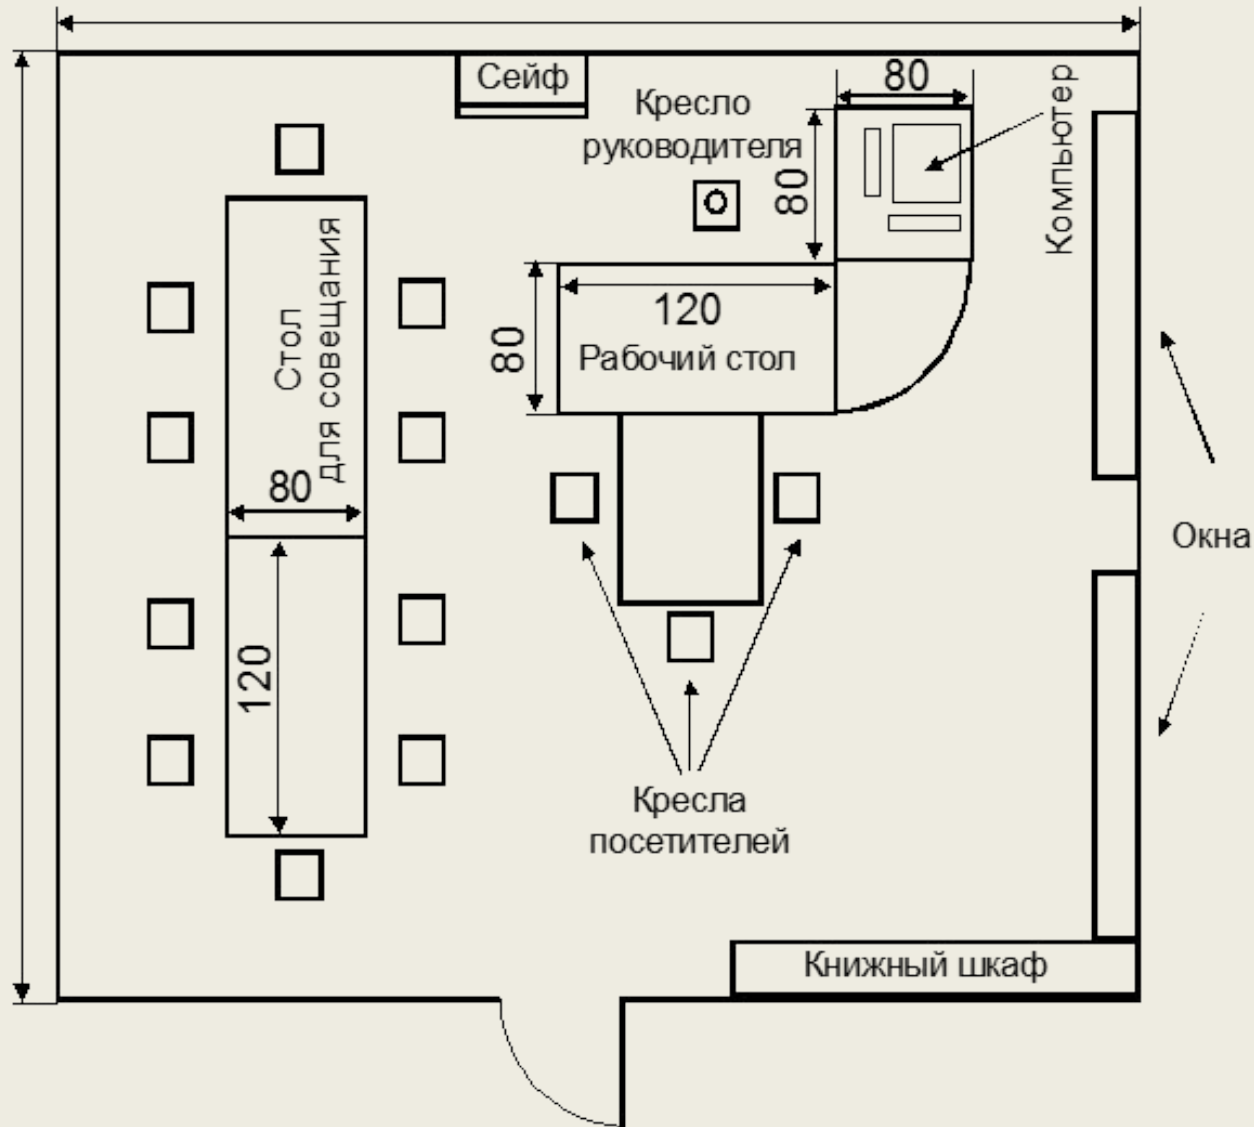 Сейф
Кресло
руководителя
80
80
Компьютер
Стол
для совещания
80
120
120
Рабочий стол
80
Окна
Кресла
посетителей
Книжный шкаф